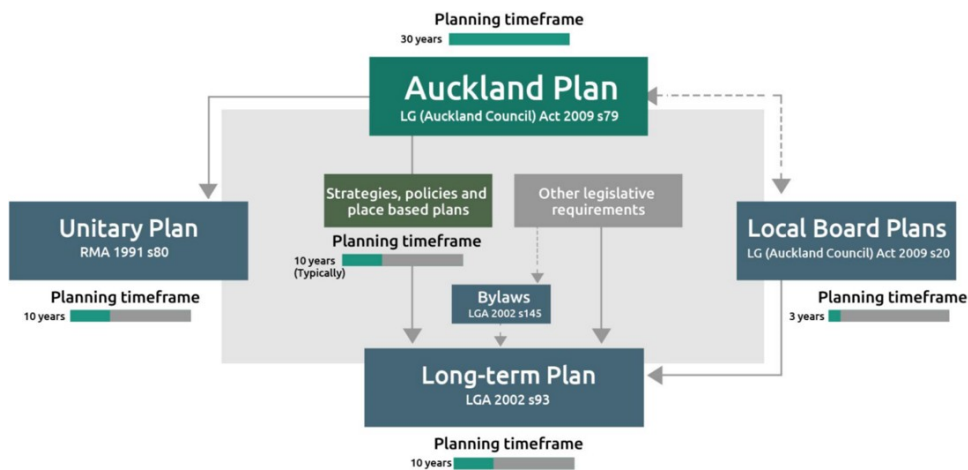 Planning timeframe
30 years
Auckland Plan
LG (Auckland Council) Act 2009 s79
Strategies, policies and
place based plans
Other legislative
requirements
Unitary Plan
RMA 1991 s80
Local Board Plans
LG (Auckland Council) Act 2009 s20
Planning timeframe
10 years
(Typically)
Planning timeframe
10 years
Bylaws
LGA 2002 s145
Planning timeframe
3 years
Long-term Plan
LGA 2002 s93
Planning timeframe
10 years